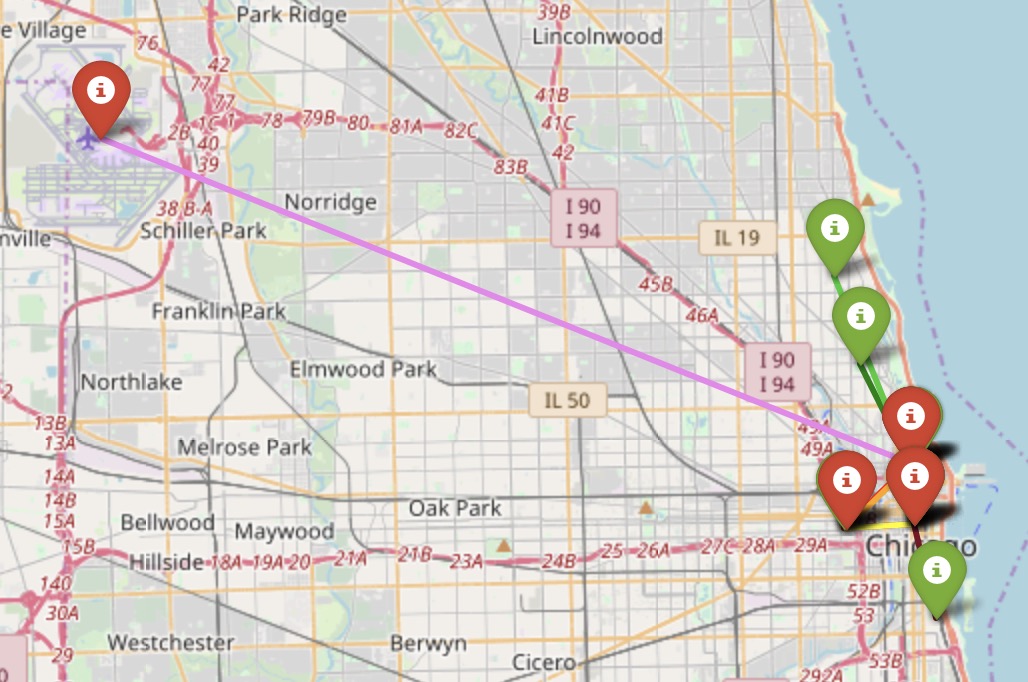 Park Ridge
39B
e Village
Lincolnwood
76
42
77
77
41B
1C 1
78
79B
80
81A
82C
41C
2B
40
42
39
83B
38 B-A
Norridge
I 90
I 94
Schiller Park
nville
IL 19
45B
Franklin Park
46A
Elmwood Park
I 90
I 94
Northlake
IL 50
13B
13A
49A
Melrose Park
14A
14B
Oak Park
15A
Bellwood
Maywood
15B
Hillside
18A
19A
20
21A
21B
23A
24B
25
26A
27C
28A
29A
140
52B
30A
53
Westchester
Berwyn
29
Cicero
53B
292A
0